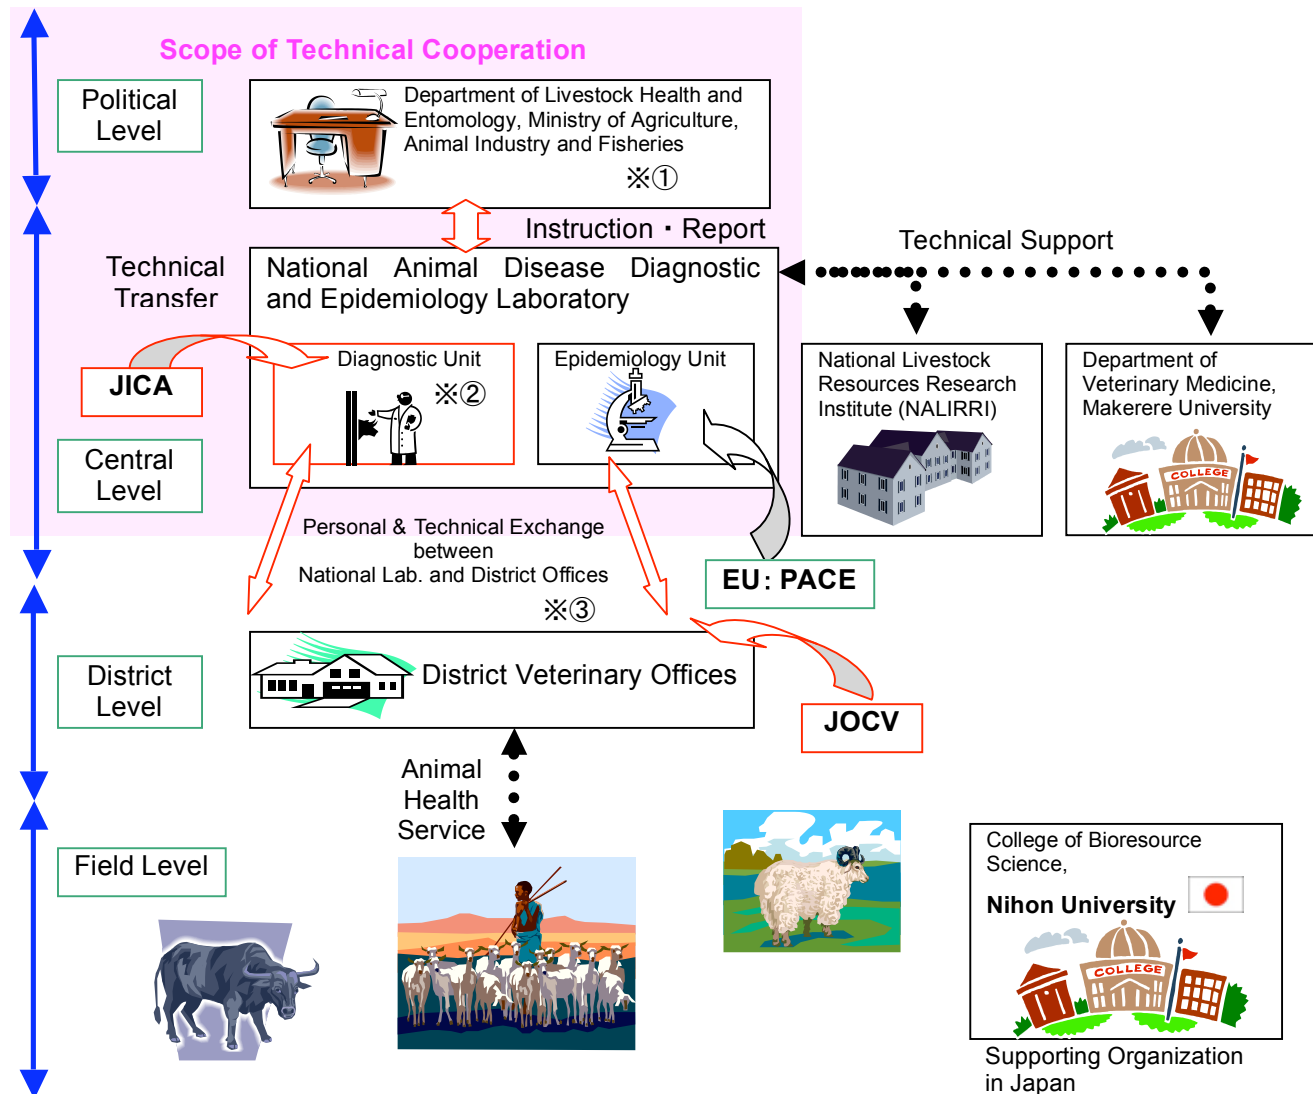 Scope of Technical Cooperation
Political
Level
Department of Livestock Health and
Entomology, Ministry of Agriculture,
Animal Industry and Fisheries
※①
Instruction・Report
Technical Support
Technical
Transfer
National Animal Disease Diagnostic
and Epidemiology Laboratory
JICA
Diagnostic Unit
※②
Epidemiology Unit
National Livestock
Resources Research
Institute (NALIRRI)
Department of
Veterinary Medicine,
Makerere University
COLLEGE
Central
Level
Personal & Technical Exchange
between
National Lab. and District Offices
※③
EU: PACE
District
Level
District Veterinary Offices
JOCV
Animal
Health
Service
Field Level
College of Bioresource
Science,
Nihon University
COLLEGE
Supporting Organization
in Japan